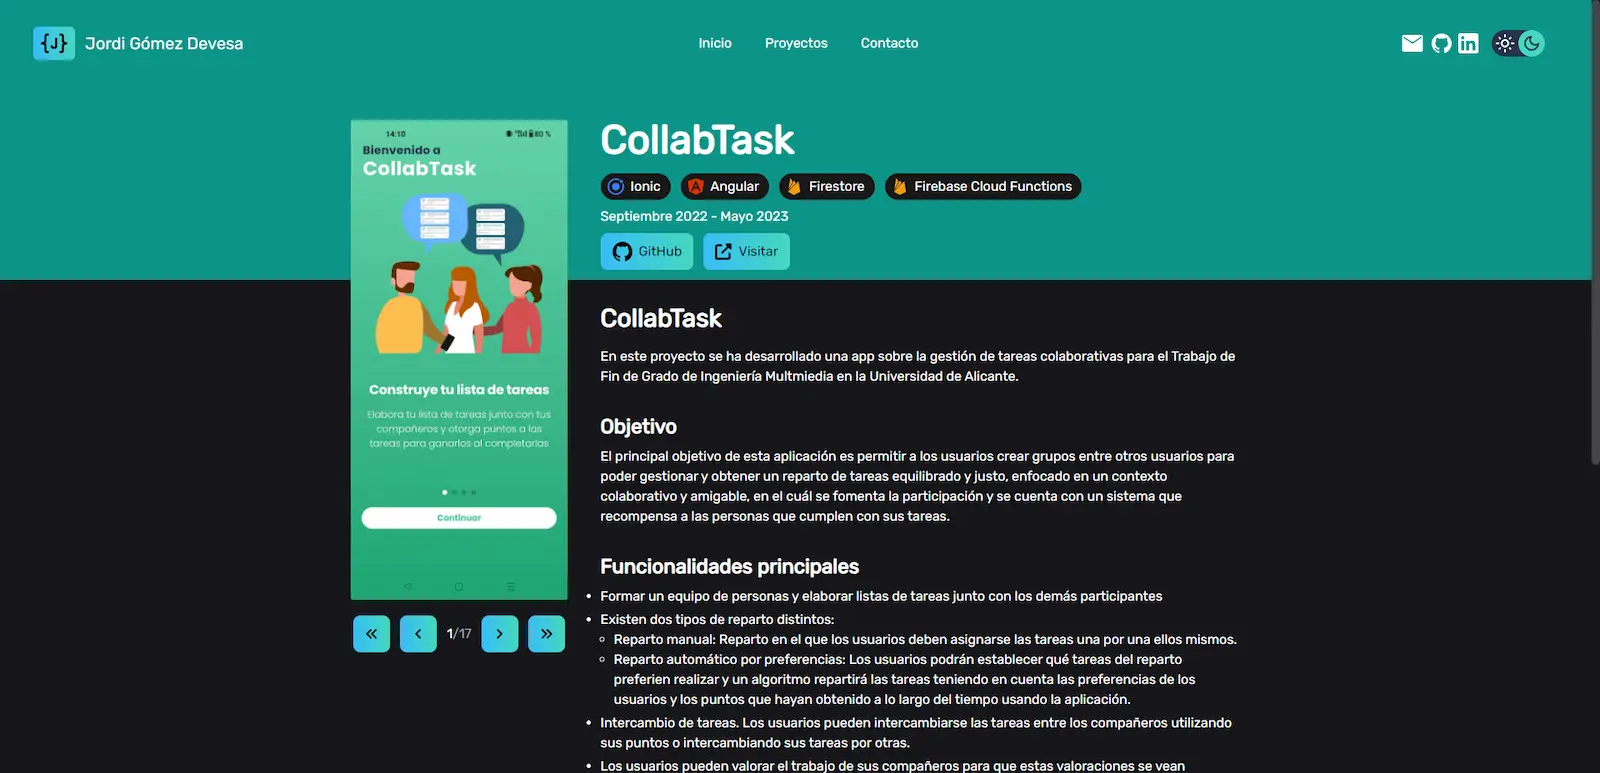 {J} Jordi Gómez Devesa
Inicio Proyectos Contacto
14:10 80 %
Bienvenido a
CollabTask
Construye tu lista de tareas
Elabora tu lista de tareas junto con tus
compañeros y otorga puntos a las
tareas para ganarlos al completarlas
Continuar
1/17
CollabTask
Ionic Angular Firestore Firebase Cloud Functions
Septiembre 2022 - Mayo 2023
GitHub Visitar
CollabTask
En este proyecto se ha desarrollado una app sobre la gestión de tareas colaborativas para el Trabajo de
Fin de Grado de Ingeniería Multmiedia en la Universidad de Alicante.
Objetivo
El principal objetivo de esta aplicación es permitir a los usuarios crear grupos entre otros usuarios para
poder gestionar y obtener un reparto de tareas equilibrado y justo, enfocado en un contexto
colaborativo y amigable, en el cuál se fomenta la participación y se cuenta con un sistema que
recompensa a las personas que cumplen con sus tareas.
Funcionalidades principales
• Formar un equipo de personas y elaborar listas de tareas junto con los demás participantes
• Existen dos tipos de reparto distintos:
◦ Reparto manual: Reparto en el que los usuarios deben asignarse las tareas una por una ellos mismos.
◦ Reparto automático por preferencias: Los usuarios podrán establecer qué tareas del reparto
preferien realizar y un algoritmo repartirá las tareas teniendo en cuenta las preferencias de los
usuarios y los puntos que hayan obtenido a lo largo del tiempo usando la aplicación.
• Intercambio de tareas. Los usuarios pueden intercambiarse las tareas entre los compañeros utilizando
sus puntos o intercambiando sus tareas por otras.
• Los usuarios pueden valorar el trabajo de sus compañeros para que estas valoraciones se vean